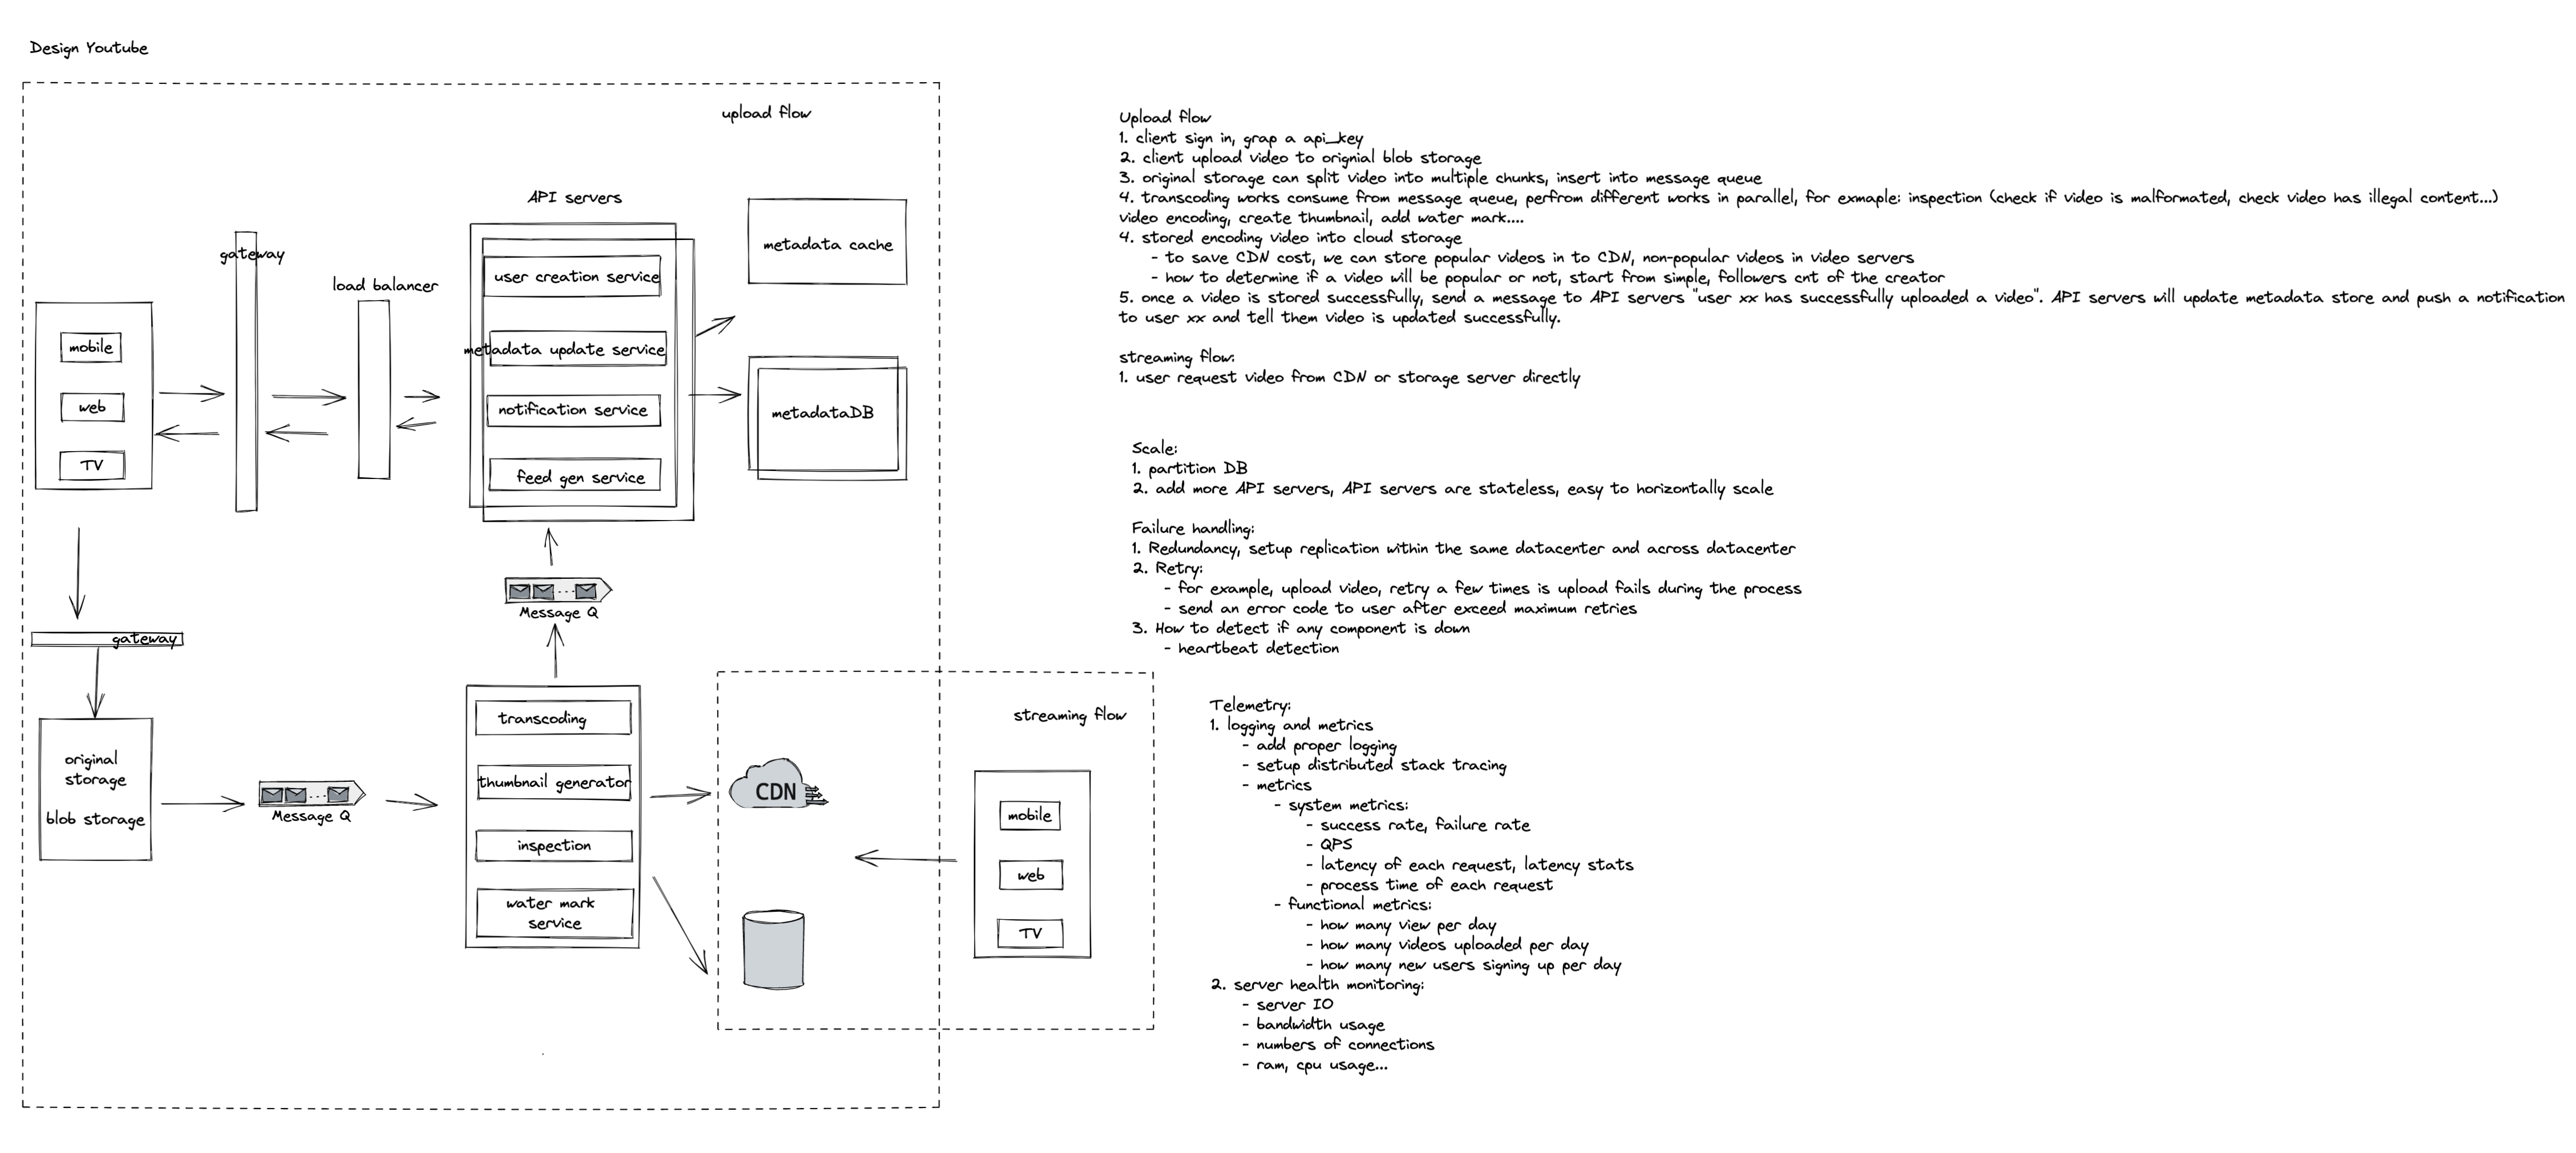 Design Youtube
upload flow
API servers
gateway
load balancer
mobile
web
TV
user creation service
metadata update service
notification service
feed gen service
metadata cache
metadataDB
Message Q
gateway
original
storage
blob storage
Message Q
transcoding
thumbnail generator
inspection
water mark
service
streaming flow
CDN
mobile
web
TV
Upload flow
1. client sign in, grap a api_key
2. client upload video to orignial blob storage
3. original storage can split video into multiple chunks, insert into message queue
4. transcoding works consume from message queue, perfrom different works in parallel, for exmaple: inspection (check if video is malformated, check video has illegal content...)
video encoding, create thumbnail, add water mark....
4. stored encoding video into cloud storage
- to save CDN cost, we can store popular videos in to CDN, non-popular videos in video servers
- how to determine if a video will be popular or not, start from simple, followers cnt of the creator
5. once a video is stored successfully, send a message to API servers "user xx has successfully uploaded a video". API servers will update metadata store and push a notification
to user xx and tell them video is updated successfully.
streaming flow:
1. user request video from CDN or storage server directly
Scale:
1. partition DB
2. add more API servers, API servers are stateless, easy to horizontally scale
Failure handling:
1. Redundancy, setup replication within the same datacenter and across datacenter
2. Retry:
- for example, upload video, retry a few times is upload fails during the process
- send an error code to user after exceed maximum retries
3. How to detect if any component is down
- heartbeat detection
Telemetry:
1. logging and metrics
- add proper logging
- setup distributed stack tracing
- metrics
- system metrics:
- success rate, failure rate
- QPS
- latency of each request, latency stats
- process time of each request
- functional metrics:
- how many view per day
- how many videos uploaded per day
- how many new users signing up per day
2. server health monitoring:
- server IO
- bandwidth usage
- numbers of connections
- ram, cpu usage...